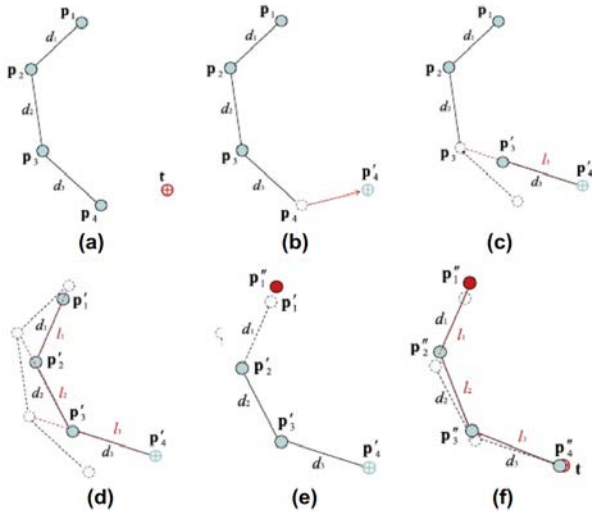 p₁
d₁
p₂
d₂
p₃
d₃
p₄
t
(a)
p₁
d₁
p₂
d₂
p₃
d₃
p₄
p′₄
(b)
p₁
d₁
p₂
d₂
p₃
p′₃
l₃
d₃
p′₄
(c)
p′₁
d₁
l₁
p′₂
d₂
l₂
p′₃
l₃
d₃
p′₄
(d)
p″₁
p′₁
d₁
p′₂
d₂
p′₃
d₃
p′₄
(e)
p″₁
d₁
l₁
p″₂
l₂
d₂
p″₃
l₃
d₃
p″₄
t
(f)